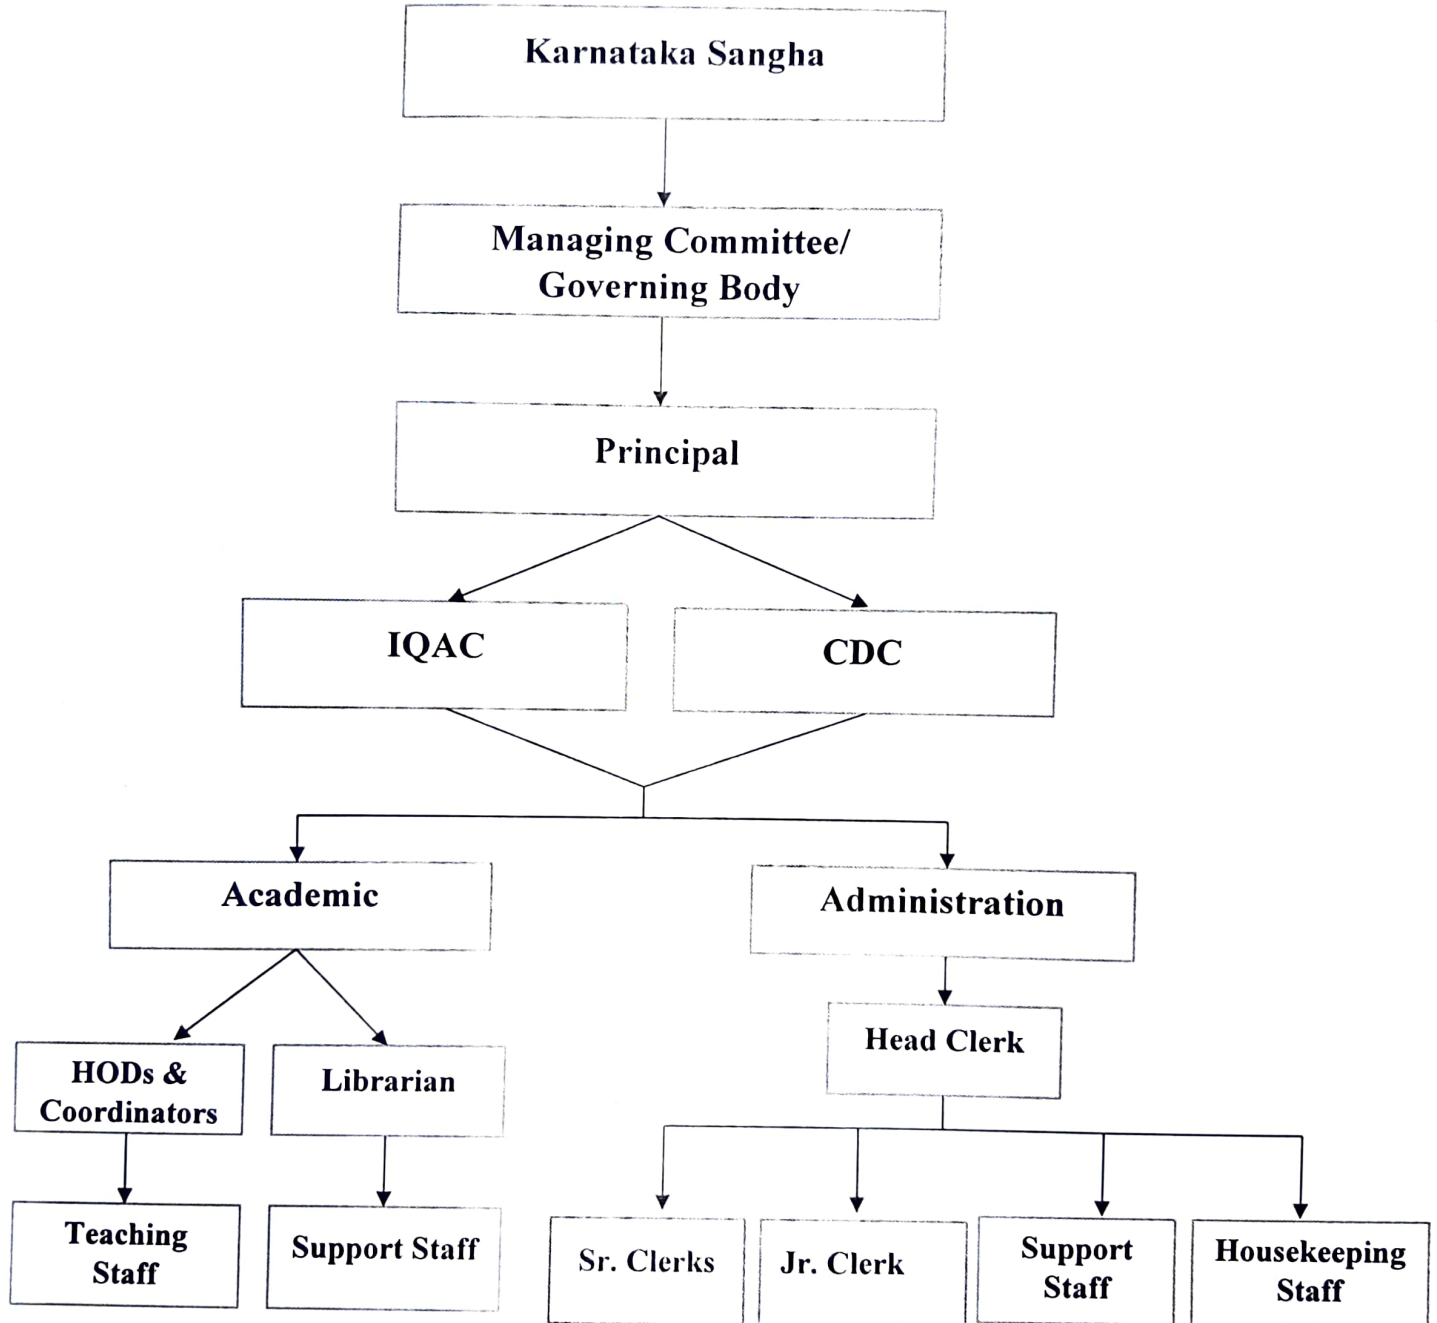 Karnataka Sangha
Managing Committee/
Governing Body
Principal
IQAC
CDC
Academic
Administration
HODs &
Coordinators
Librarian
Head Clerk
Teaching
Staff
Support Staff
Sr. Clerks
Jr. Clerk
Support
Staff
Housekeeping
Staff